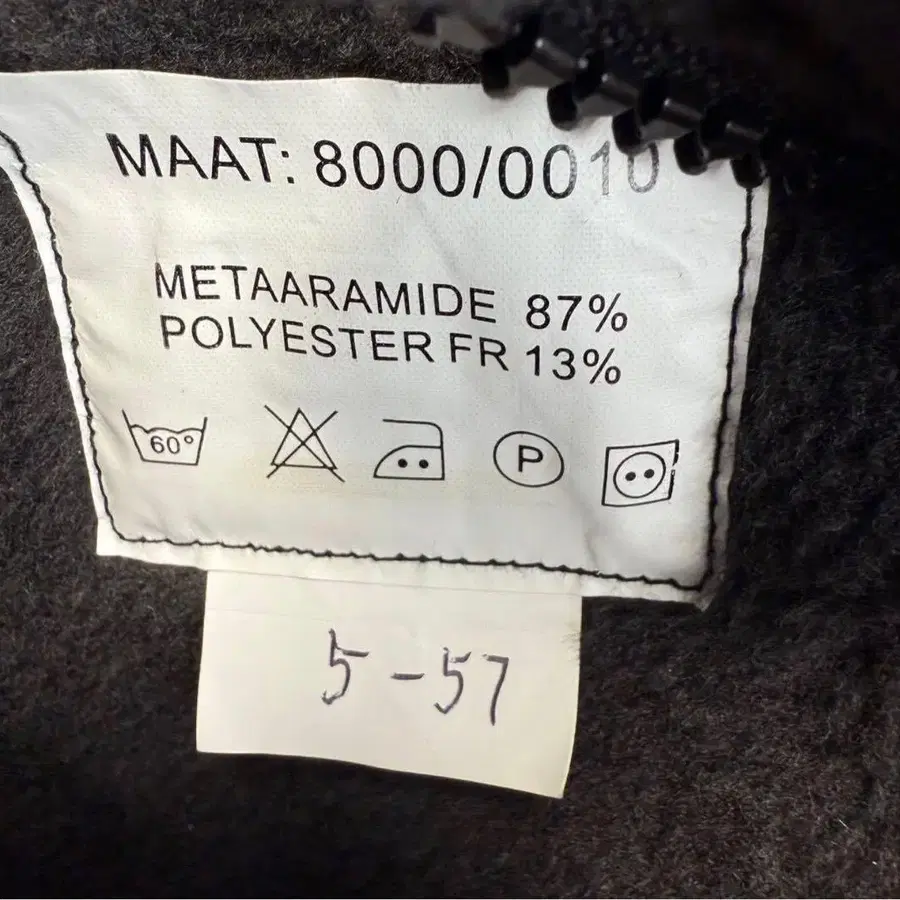 MAAT: 8000/0010
METAARAMIDE 87%
POLYESTER FR 13%
60° P
5-57